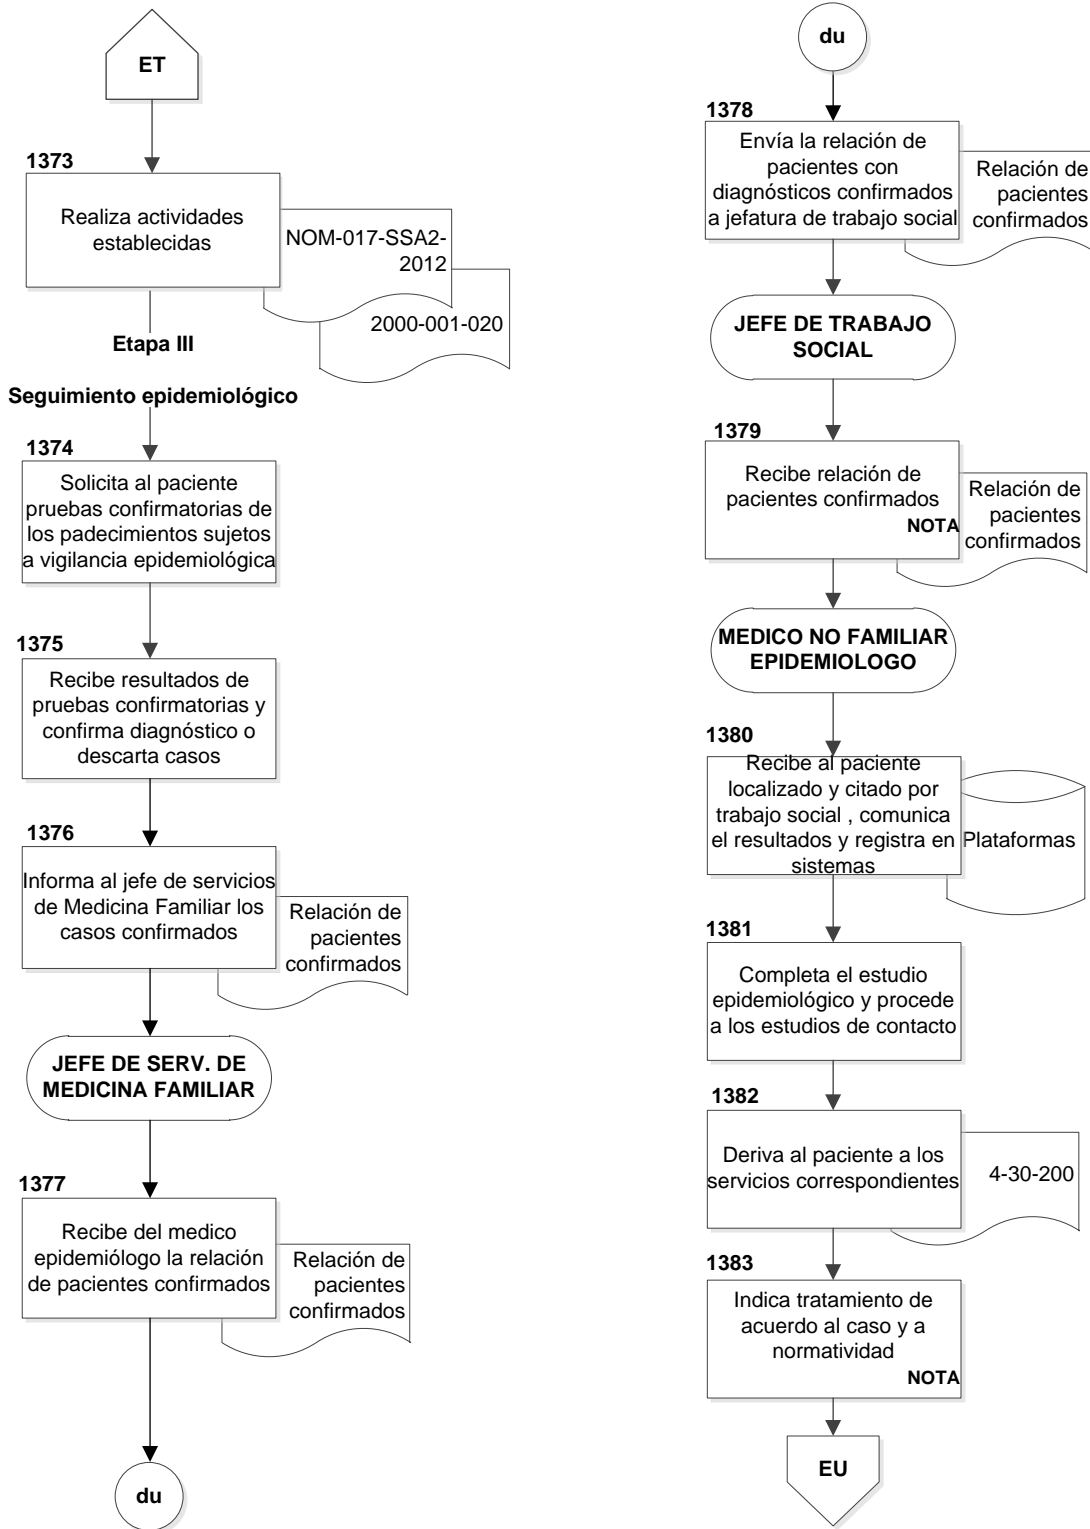 ET
1373
Realiza actividades
establecidas
NOM-017-SSA2-
2012
2000-001-020
Etapa III
Seguimiento epidemiológico
1374
Solicita al paciente
pruebas confirmatorias de
los padecimientos sujetos
a vigilancia epidemiológica
1375
Recibe resultados de
pruebas confirmatorias y
confirma diagnóstico o
descarta casos
1376
Informa al jefe de servicios
de Medicina Familiar los
casos confirmados
Relación de
pacientes
confirmados
JEFE DE SERV. DE
MEDICINA FAMILIAR
1377
Recibe del medico
epidemiólogo la relación
de pacientes confirmados
Relación de
pacientes
confirmados
du
du
1378
Envía la relación de
pacientes con
diagnósticos confirmados
a jefatura de trabajo social
Relación de
pacientes
confirmados
JEFE DE TRABAJO
SOCIAL
1379
Recibe relación de
pacientes confirmados
NOTA
Relación de
pacientes
confirmados
MEDICO NO FAMILIAR
EPIDEMIOLOGO
1380
Recibe al paciente
localizado y citado por
trabajo social , comunica
el resultados y registra en
sistemas
Plataformas
1381
Completa el estudio
epidemiológico y procede
a los estudios de contacto
1382
Deriva al paciente a los
servicios correspondientes
4-30-200
1383
Indica tratamiento de
acuerdo al caso y a
normatividad
NOTA
EU